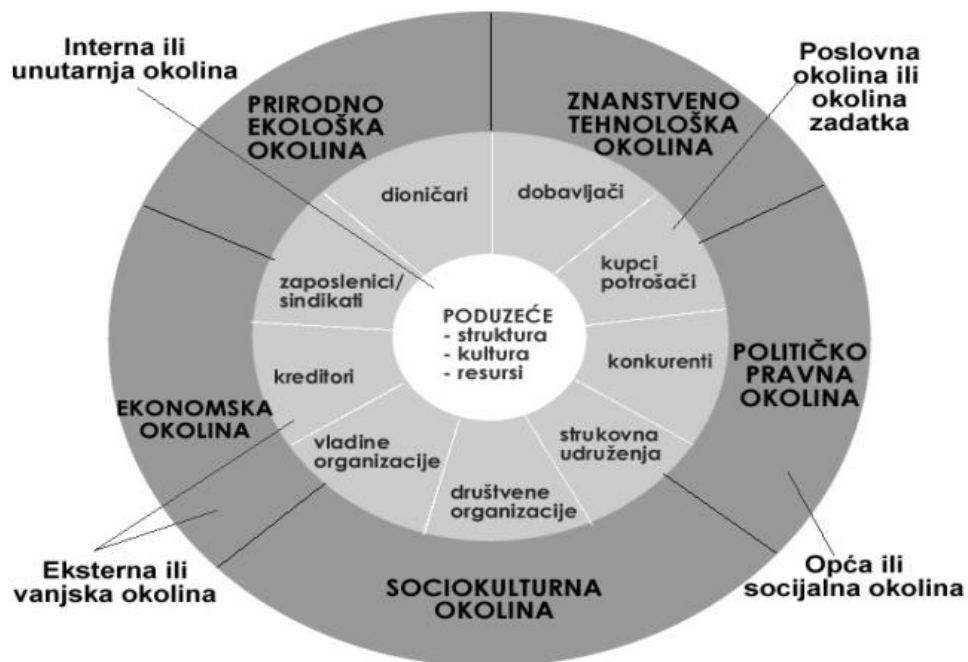 Interna ili
unutarnja okolina
Poslovna
okolina ili
okolina
zadatka
PRIRODNO
EKOLOŠKA
OKOLINA
ZNANSTVENO
TEHNOLOŠKA
OKOLINA
dioničari
dobavljači
zaposlenici/
sindikati
kupci
potrošači
PODUZEĆE
- struktura
- kultura
- resursi
kreditori
konkurenti
POLITIČKO
PRAVNA
OKOLINA
EKONOMSKA
OKOLINA
vladine
organizacije
strukovna
udruženja
društvene
organizacije
Eksterna ili
vanjska okolina
SOCIOKULTURNA
OKOLINA
Opća ili
socijalna okolina